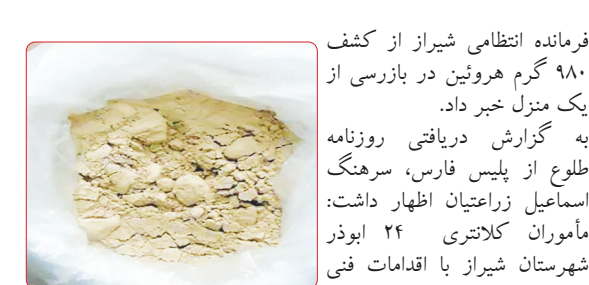 فرمانده انتظامی شیراز از کشف
۹۸۰ گرم هروئین در بازرسی از
یک منزل خبر داد.
به گزارش دریافتی روزنامه
طلوع از پلیس فارس، سرهنگ
اسماعیل زراعتیان اظهار داشت:
مأموران کلانتری ۲۴ ابوذر
شهرستان شیراز با اقدامات فنی